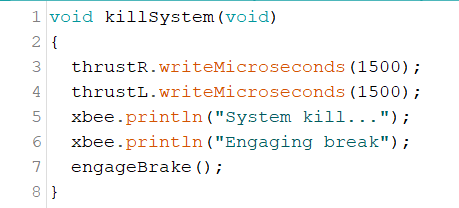 1 void killSystem(void)
2 {
3   thrustR.writeMicroseconds(1500);
4   thrustL.writeMicroseconds(1500);
5   xbee.println("System kill...");
6   xbee.println("Engaging break");
7   engageBrake();
8 }